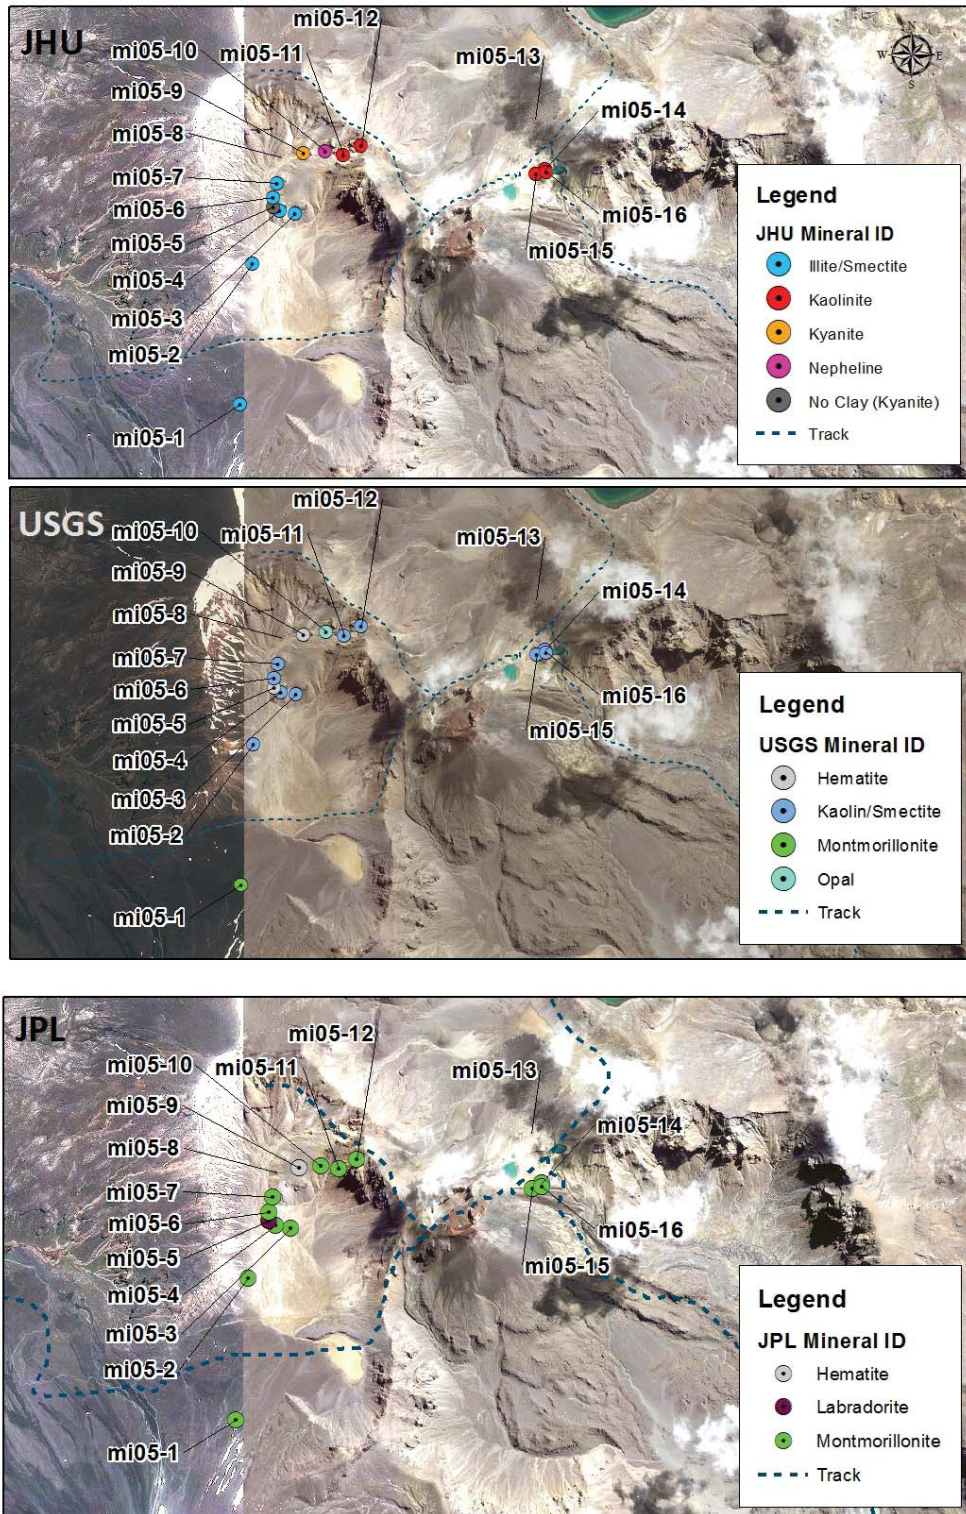 JHU
mi05-12
mi05-10
mi05-11
mi05-13
mi05-9
mi05-8
mi05-14
mi05-7
mi05-6
mi05-16
mi05-5
mi05-15
mi05-4
mi05-3
mi05-2
mi05-1
N
W
E
S
Legend
JHU Mineral ID
Illite/Smectite
Kaolinite
Kyanite
Nepheline
No Clay (Kyanite)
Track
USGS
mi05-12
mi05-10
mi05-11
mi05-13
mi05-9
mi05-8
mi05-14
mi05-7
mi05-6
mi05-16
mi05-5
mi05-15
mi05-4
mi05-3
mi05-2
mi05-1
Legend
USGS Mineral ID
Hematite
Kaolin/Smectite
Montmorillonite
Opal
Track
JPL
mi05-12
mi05-10
mi05-11
mi05-13
mi05-9
mi05-8
mi05-14
mi05-7
mi05-6
mi05-16
mi05-5
mi05-15
mi05-4
mi05-3
mi05-2
mi05-1
Legend
JPL Mineral ID
Hematite
Labradorite
Montmorillonite
Track